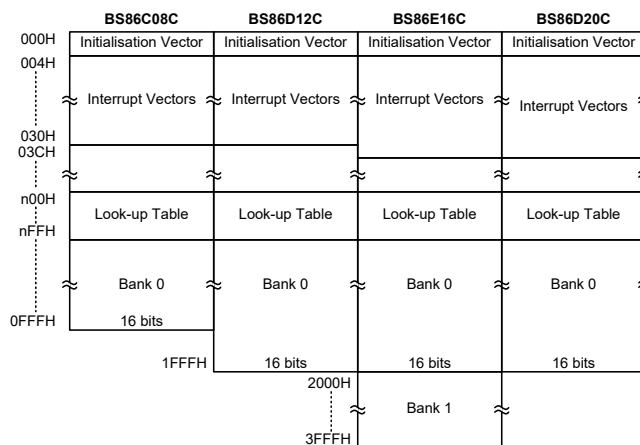 BS86C08C BS86D12C BS86E16C BS86D20C
000H Initialisation Vector Initialisation Vector Initialisation Vector Initialisation Vector
004H
Interrupt Vectors Interrupt Vectors Interrupt Vectors Interrupt Vectors
030H
03CH
n00H
Look-up Table Look-up Table Look-up Table Look-up Table
nFFH
Bank 0 Bank 0 Bank 0 Bank 0
0FFFH 16 bits
1FFFH 16 bits 16 bits 16 bits
2000H
Bank 1
3FFFH